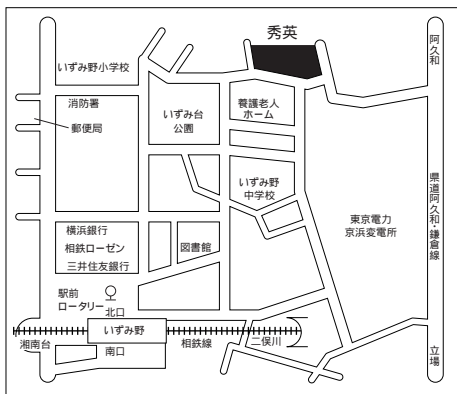 秀英
阿久和
いずみ野小学校
消防署
郵便局
いずみ台
公園
養護老人
ホーム
いずみ野
中学校
県道阿久和・鎌倉線
東京電力
京浜変電所
横浜銀行
相鉄ローゼン
三井住友銀行
図書館
駅前
ロータリー
北口
いずみ野
湘南台
南口
相鉄線
二俣川
立場